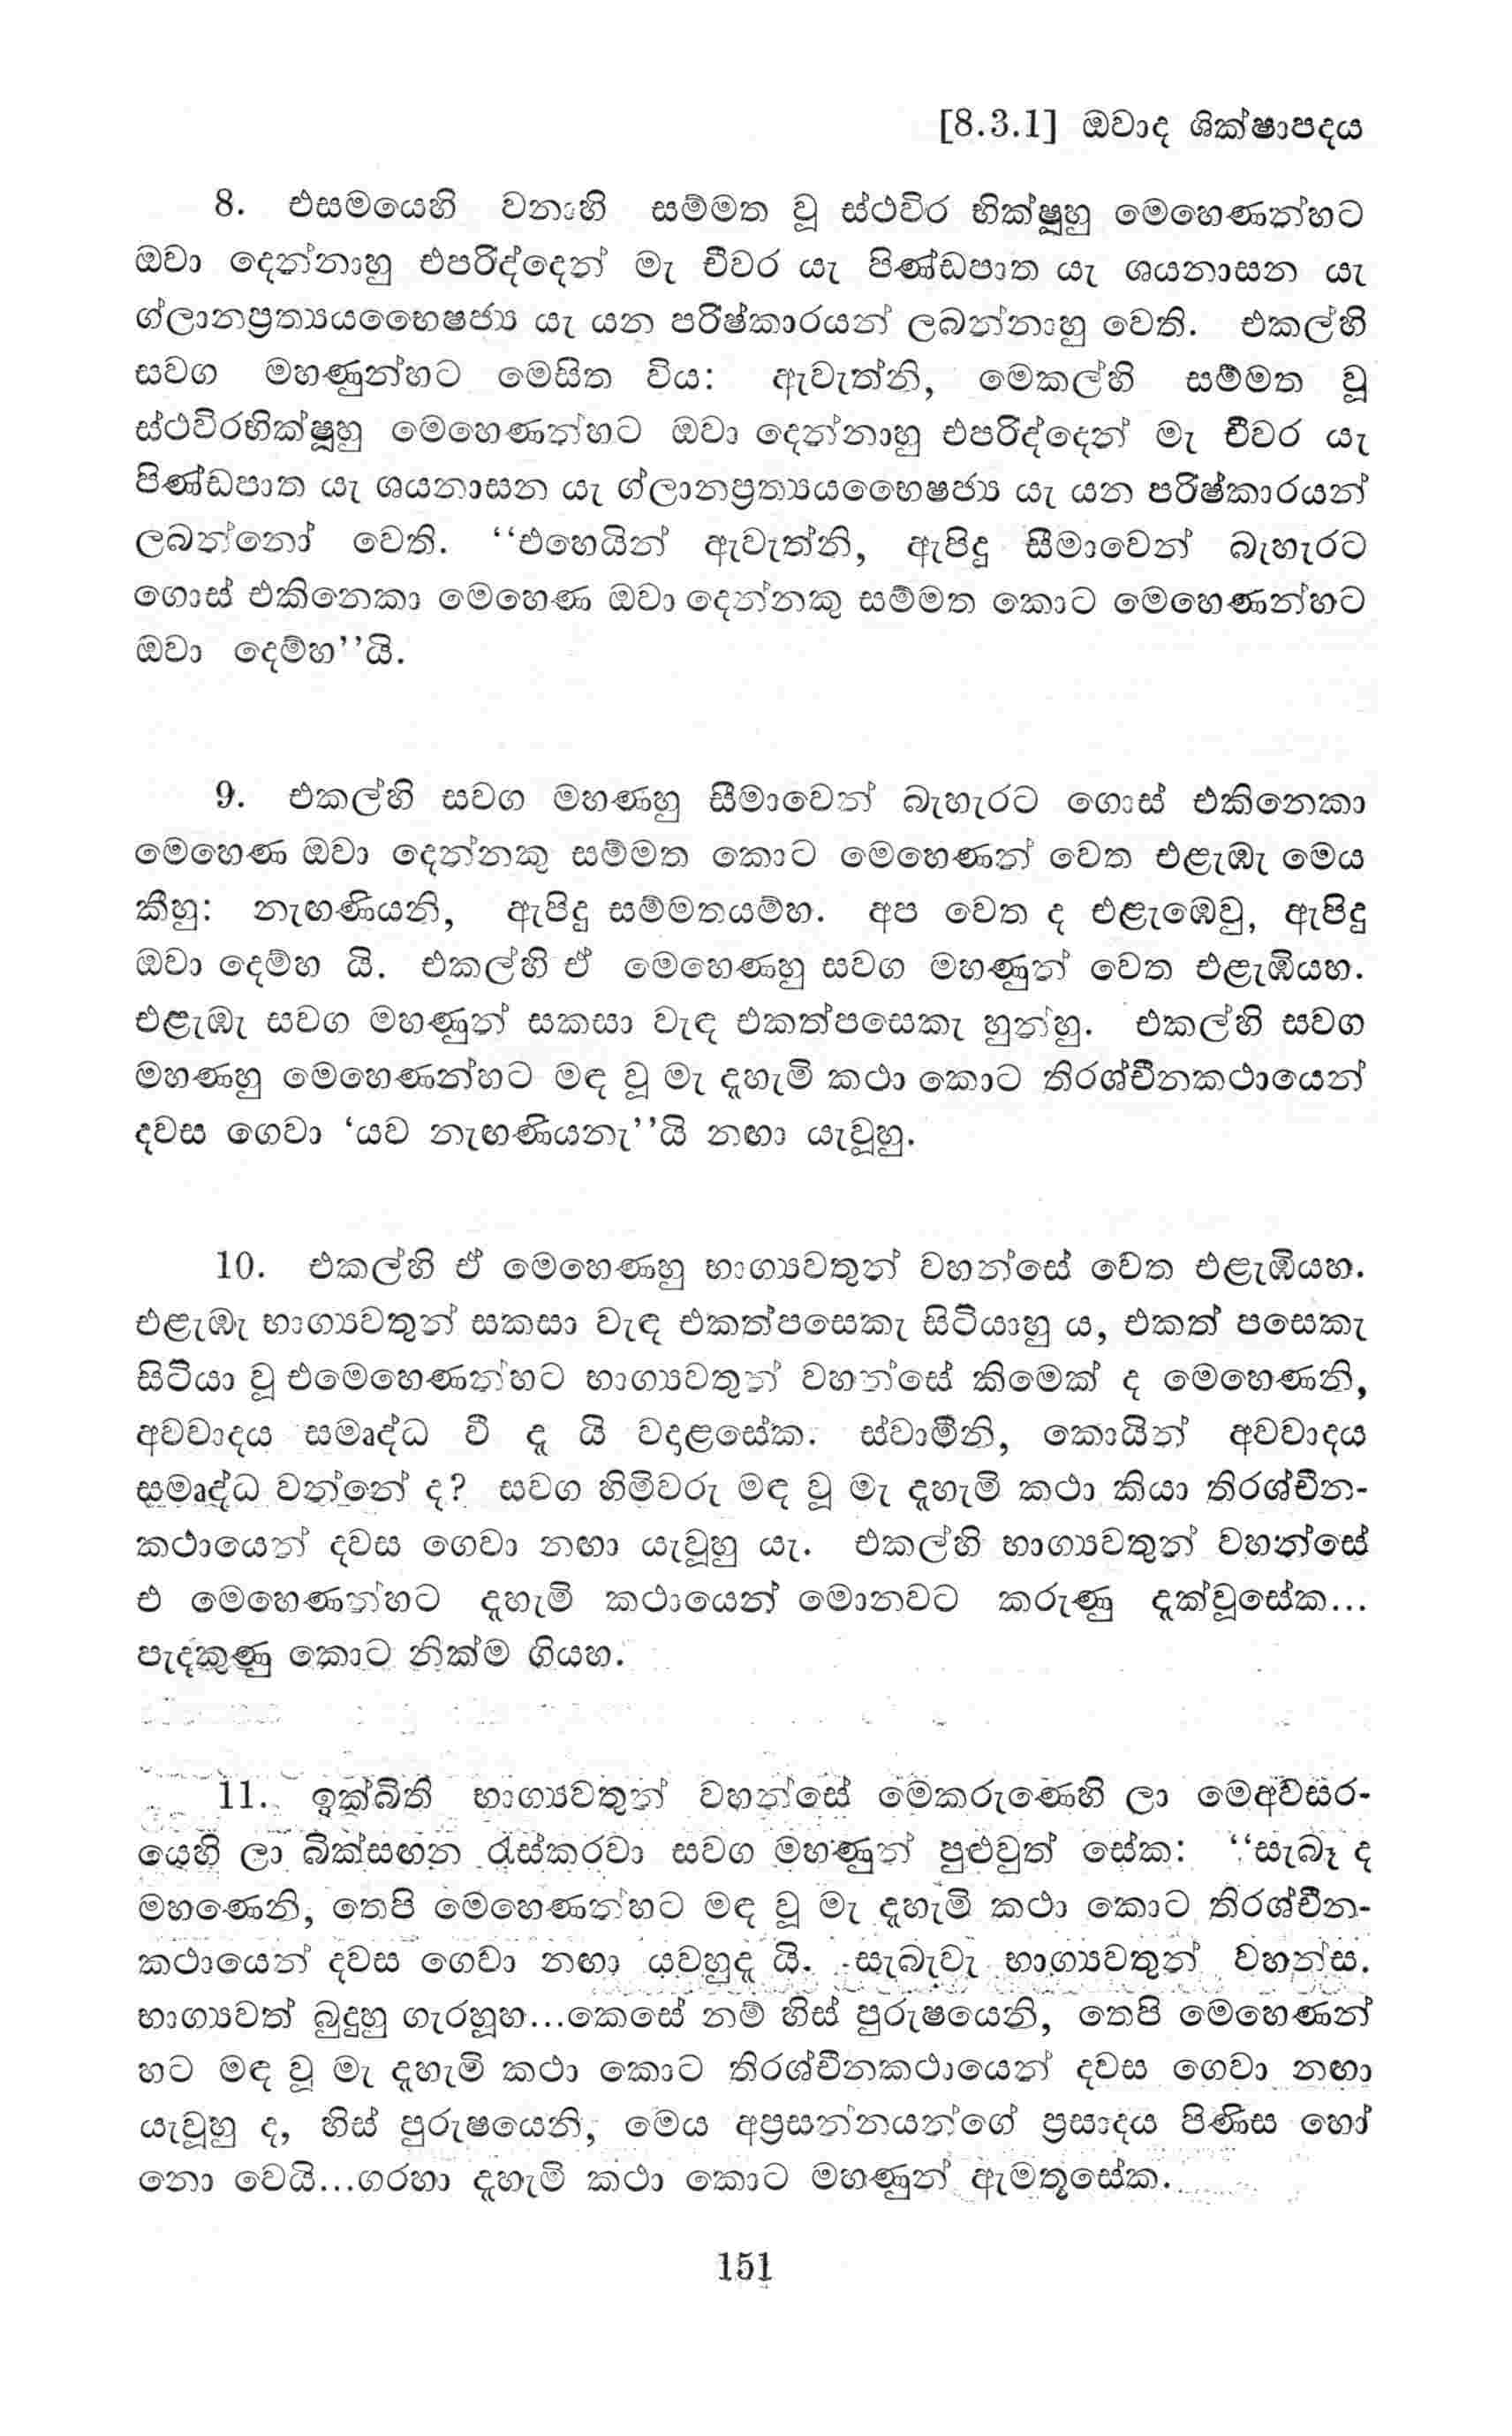 [8.3.1] ඔවාද ශික්ෂාපදය
8. එසමයෙහි වනාහි සම්මත වූ ස්ථවිර භික්ෂූහු මෙහෙණන්හට
ඔවා දෙන්නාහු එපරිද්දෙන් මැ චීවර යැ පිණ්ඩපාත යැ ශයනාසන යැ
ග්ලානප්‍රත්‍යයභෛෂජ්‍ය යැ යන පරිෂ්කාරයන් ලබන්නාහු වෙති. එකල්හි
සවග මහණුන්හට මෙසිත විය: ඇවැත්නි, මෙකල්හි සම්මත වූ
ස්ථවිරභික්ෂූහු මෙහෙණන්හට ඔවා දෙන්නාහු එපරිද්දෙන් මැ චීවර යැ
පිණ්ඩපාත යැ ශයනාසන යැ ග්ලානප්‍රත්‍යයභෛෂජ්‍ය යැ යන පරිෂ්කාරයන්
ලබන්නෝ වෙති. ‘‘එහෙයින් ඇවැත්නි, ඇපිදු සීමාවෙන් බැහැරට
ගොස් එකිනෙකා මෙහෙණ ඔවා දෙන්නකු සම්මත කොට මෙහෙණන්හට
ඔවා දෙම්හ’’යි.
9. එකල්හි සවග මහණහු සීමාවෙන් බැහැරට ගොස් එකිනෙකා
මෙහෙණ ඔවා දෙන්නකු සම්මත කොට මෙහෙණන් වෙත එළැඹැ මෙය
කීහු: නැඟණියනි, ඇපිදු සම්මතයම්හ. අප වෙත ද එළැඹෙවු, ඇපිදු
ඔවා දෙම්හ යි. එකල්හි ඒ මෙහෙණහු සවග මහණුන් වෙත එළැඹියහ.
එළැඹැ සවග මහණුන් සකසා වැඳ එකත්පසෙකැ හුන්හු. එකල්හි සවග
මහණහු මෙහෙණන්හට මඳ වූ මැ දැහැමි කථා කොට තිරශ්චීනකථායෙන්
දවස ගෙවා ‘යව නැඟණියනැ’’යි නඟා යැවූහු.
10. එකල්හි ඒ මෙහෙණහු භාග්‍යවතුන් වහන්සේ වෙත එළැඹියහ.
එළැඹැ භාග්‍යවතුන් සකසා වැඳ එකත්පසෙකැ සිටියාහු ය, එකත් පසෙකැ
සිටියා වූ එමෙහෙණන්හට භාග්‍යවතුන් වහන්සේ කිමෙක් ද මෙහෙණනි,
අවවාදය සමෘද්ධ වී දැ යි වදාළසේක. ස්වාමීනි, කොයින් අවවාදය
සමෘද්ධ වන්නේ ද? සවග හිමිවරු මඳ වූ මැ දැහැමි කථා කියා තිරශ්චීන-
කථායෙන් දවස ගෙවා නඟා යැවූහු යැ. එකල්හි භාග්‍යවතුන් වහන්සේ
එ මෙහෙණන්හට දැහැමි කථායෙන් මොනවට කරුණු දැක්වූසේක...
පැදකුණු කොට නික්ම ගියහ.
11. ඉක්බිති භාග්‍යවතුන් වහන්සේ මෙකරුණෙහි ලා මෙඅවසර-
යෙහි ලා බික්සඟන රැස්කරවා සවග මහණුන් පුළුවුත් සේක: ‘‘සැබෑ ද
මහණෙනි, තෙපි මෙහෙණන්හට මඳ වූ මැ දැහැමි කථා කොට තිරශ්චීන-
කථායෙන් දවස ගෙවා නඟා යවහුදැ යි. සැබැවැ භාග්‍යවතුන් වහන්ස.
භාග්‍යවත් බුදුහු ගැරහූහ...කෙසේ නම් හිස් පුරුෂයෙනි, තෙපි මෙහෙණන්
හට මඳ වූ මැ දැහැමි කථා කොට තිරශ්චීනකථායෙන් දවස ගෙවා නඟා
යැවූහු ද, හිස් පුරුෂයෙනි, මෙය අප්‍රසන්නයන්ගේ ප්‍රසාදය පිණිස හෝ
නො වෙයි...ගරහා දැහැමි කථා කොට මහණුන් ඇමතූසේක.
151